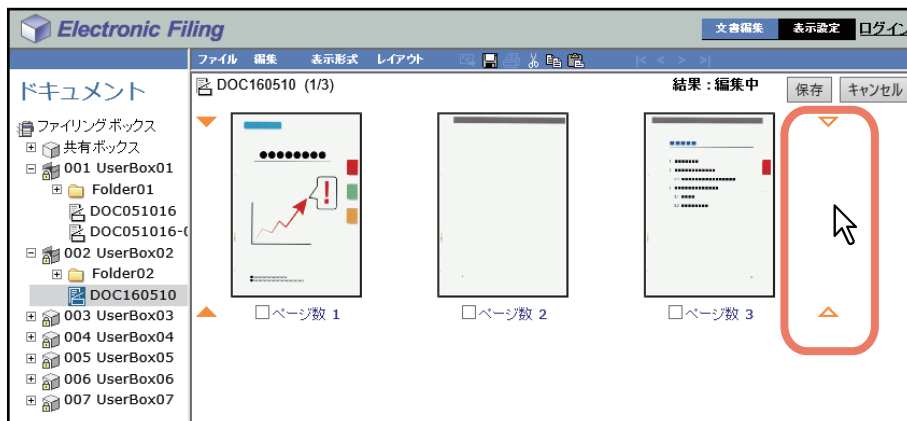 Electronic Filing
文書編集 表示設定 ログイン
ファイル 編集 表示形式 レイアウト
ドキュメント
DOC160510 (1/3) 結果:編集中 保存 キャンセル
ファイリングボックス
共有ボックス
001 UserBox01
Folder01
DOC051016
DOC051016-(
002 UserBox02
Folder02
DOC160510
003 UserBox03
004 UserBox04
005 UserBox05
006 UserBox06
007 UserBox07
ページ数 1 ページ数 2 ページ数 3